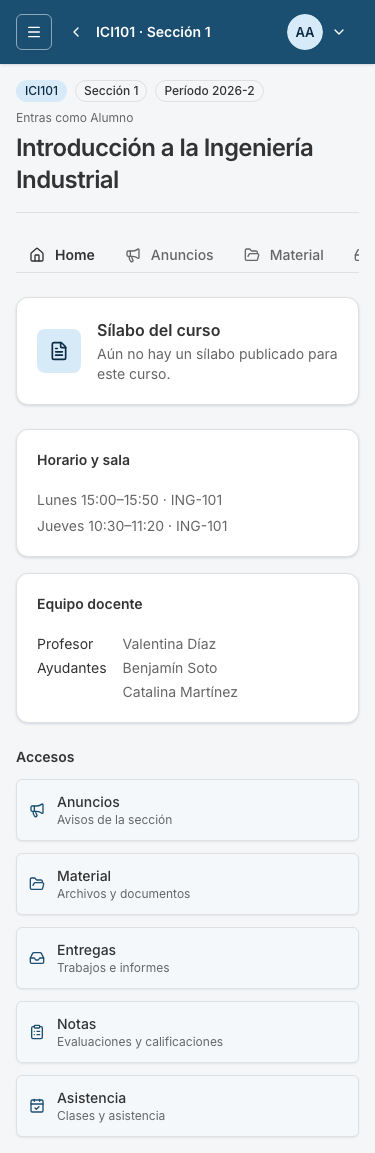 ICI101 · Sección 1
AA
ICI101
Sección 1
Período 2026-2
Entras como Alumno
Introducción a la Ingeniería
Industrial
Home
Anuncios
Material
Sílabo del curso
Aún no hay un sílabo publicado para
este curso.
Horario y sala
Lunes 15:00–15:50 · ING-101
Jueves 10:30–11:20 · ING-101
Equipo docente
Profesor
Valentina Díaz
Ayudantes
Benjamín Soto
Catalina Martínez
Accesos
Anuncios
Avisos de la sección
Material
Archivos y documentos
Entregas
Trabajos e informes
Notas
Evaluaciones y calificaciones
Asistencia
Clases y asistencia